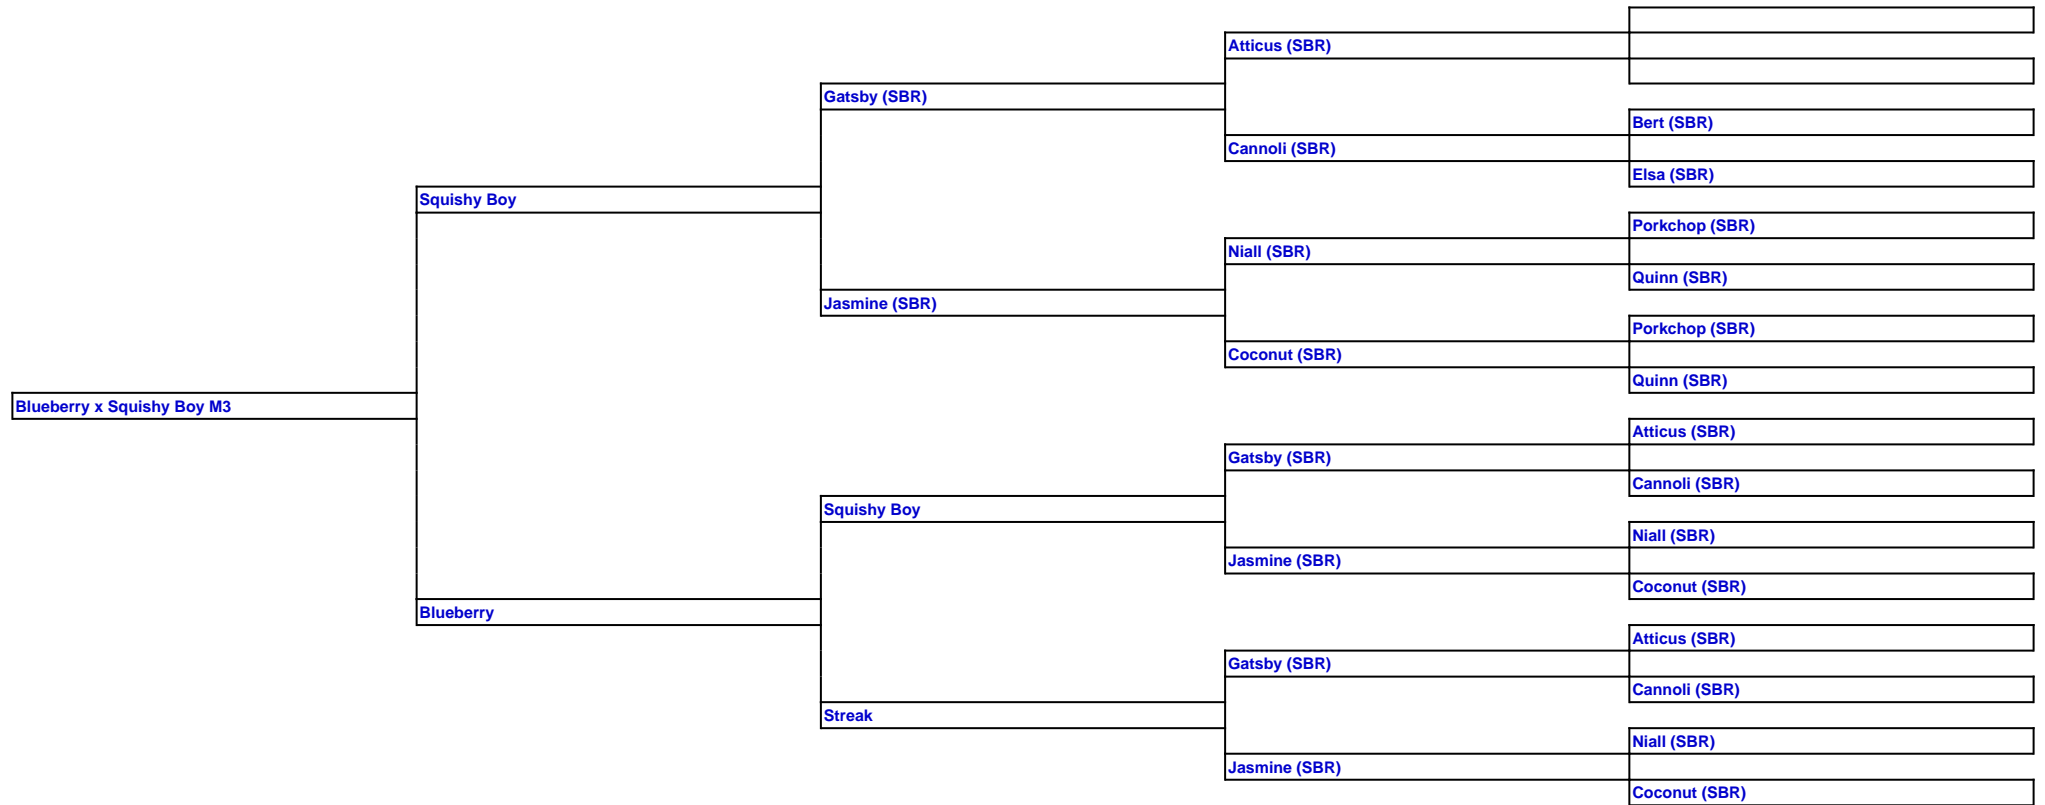 Atticus (SBR)
Gatsby (SBR)
Bert (SBR)
Cannoli (SBR)
Elsa (SBR)
Squishy Boy
Porkchop (SBR)
Niall (SBR)
Quinn (SBR)
Jasmine (SBR)
Porkchop (SBR)
Coconut (SBR)
Quinn (SBR)
Blueberry x Squishy Boy M3
Atticus (SBR)
Gatsby (SBR)
Cannoli (SBR)
Squishy Boy
Niall (SBR)
Jasmine (SBR)
Coconut (SBR)
Blueberry
Atticus (SBR)
Gatsby (SBR)
Cannoli (SBR)
Streak
Niall (SBR)
Jasmine (SBR)
Coconut (SBR)